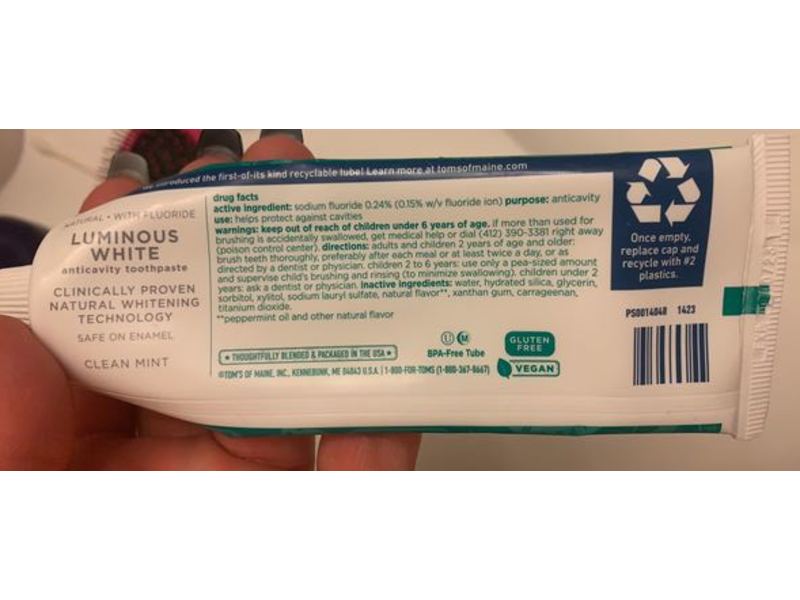 introduced the first-of-its kind recyclable tube! Learn more at tomsofmaine.com
NATURAL • WITH FLUORIDE
LUMINOUS
WHITE
anticavity toothpaste
CLINICALLY PROVEN
NATURAL WHITENING
TECHNOLOGY
SAFE ON ENAMEL
CLEAN MINT
drug facts
active ingredient: sodium fluoride 0.24% (0.15% w/v fluoride ion) purpose: anticavity
use: helps protect against cavities
warnings: keep out of reach of children under 6 years of age. if more than used for
brushing is accidentally swallowed, get medical help or dial (412) 390-3381 right away
(poison control center). directions: adults and children 2 years of age and older:
brush teeth thoroughly, preferably after each meal or at least twice a day, or as
directed by a dentist or physician. children 2 to 6 years: use only a pea-sized amount
and supervise child's brushing and rinsing (to minimize swallowing). children under 2
years: ask a dentist or physician. inactive ingredients: water, hydrated silica, glycerin,
sorbitol, xylitol, sodium lauryl sulfate, natural flavor**, xanthan gum, carrageenan,
titanium dioxide.
**peppermint oil and other natural flavor
★ THOUGHTFULLY BLENDED & PACKAGED IN THE USA ★
©TOM'S OF MAINE, INC., KENNEBUNK, ME 04043 U.S.A. | 1-800-FOR-TOMS (1-800-367-8667)
BPA-Free Tube
GLUTEN
FREE
VEGAN
Once empty,
replace cap and
recycle with #2
plastics.
PS001404R 1423